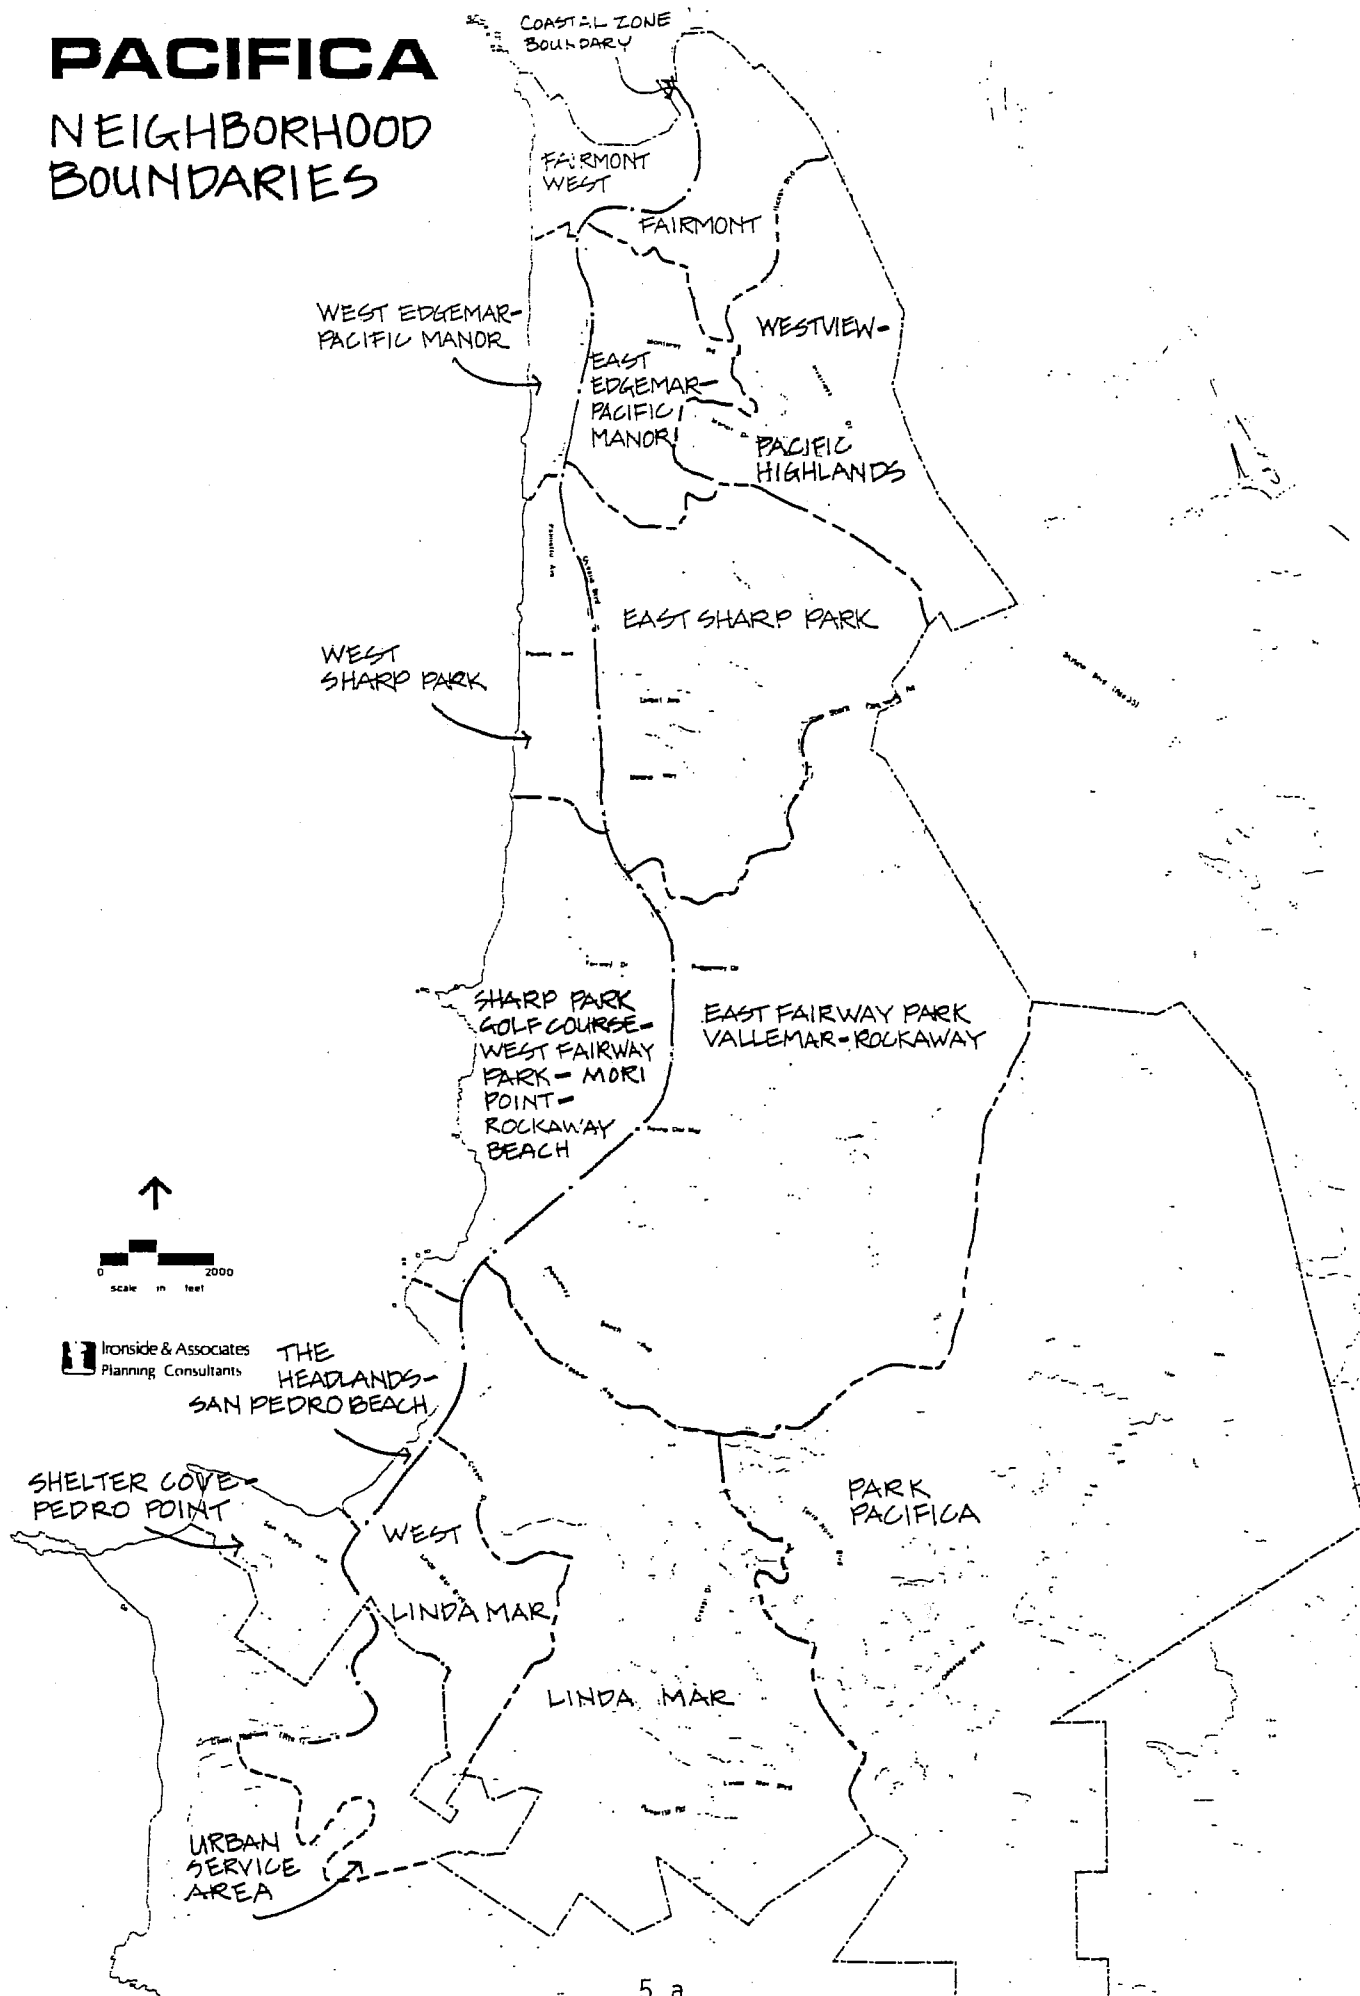 PACIFICA
NEIGHBORHOOD
BOUNDARIES
COASTAL ZONE
BOUNDARY
FAIRMONT
WEST
FAIRMONT
WEST EDGEMAR-
PACIFIC MANOR
WESTVIEW-
EAST
EDGEMAR-
PACIFIC
MANOR
PACIFIC
HIGHLANDS
EAST SHARP PARK
WEST
SHARP PARK
SHARP PARK
GOLF COURSE-
WEST FAIRWAY
PARK- MORI
POINT-
ROCKAWAY
BEACH
EAST FAIRWAY PARK
VALLEMAR-ROCKAWAY
0 2000
scale in feet
Ironside & Associates
Planning Consultants
THE
HEADLANDS-
SAN PEDRO BEACH
SHELTER COVE-
PEDRO POINT
WEST
LINDA MAR
PARK
PACIFICA
LINDA MAR
URBAN
SERVICE
AREA
5 a